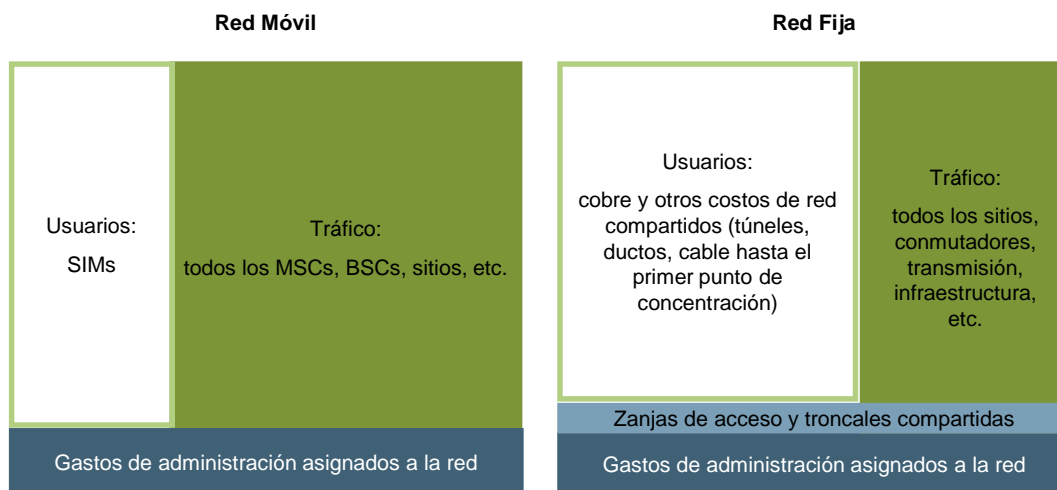 Red Móvil
Usuarios:
SIMs
Tráfico:
todos los MSCs, BSCs, sitios, etc.
Gastos de administración asignados a la red
Red Fija
Usuarios:
cobre y otros costos de red
compartidos (túneles,
ductos, cable hasta el
primer punto de
concentración)
Tráfico:
todos los sitios,
conmutadores,
transmisión,
infraestructura,
etc.
Zanjas de acceso y troncales compartidas
Gastos de administración asignados a la red